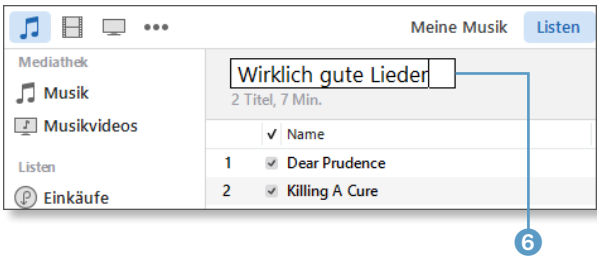 Meine Musik Listen
Mediathek
Musik
Musikvideos
Listen
Einkäufe
Wirklich gute Lieder
2 Titel, 7 Min.
✓ Name
1 Dear Prudence
2 Killing A Cure
6